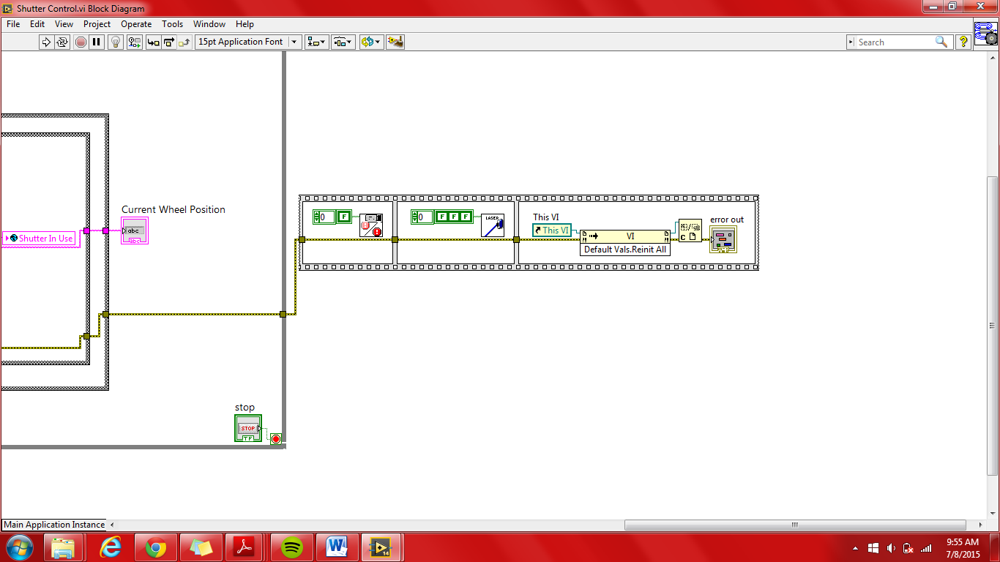 Shutter Control.vi Block Diagram
File Edit View Project Operate Tools Window Help
15pt Application Font
Search
?
Current Wheel Position
abc
abc
Shutter In Use
0 F
0 F F F
LASER
This VI
This VI
VI
Default Vals.Reinit All
C
error out
stop
STOP
TF
Main Application Instance
14
9:55 AM
7/8/2015